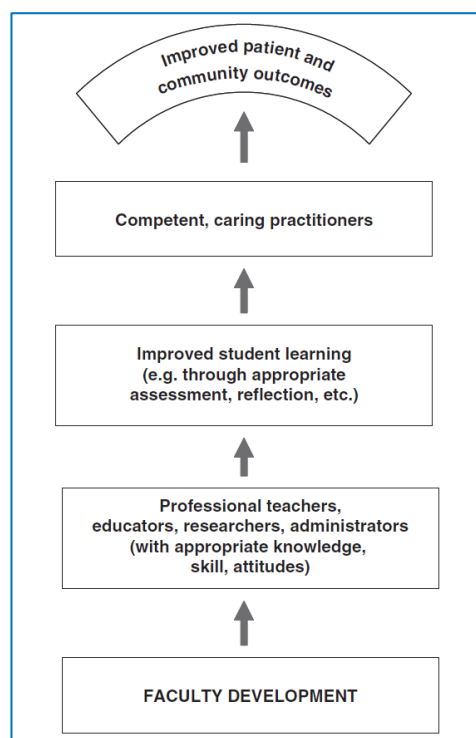 Improved patient and
community outcomes
Competent, caring practitioners
Improved student learning
(e.g. through appropriate
assessment, reflection, etc.)
Professional teachers,
educators, researchers, administrators
(with appropriate knowledge,
skill, attitudes)
FACULTY DEVELOPMENT